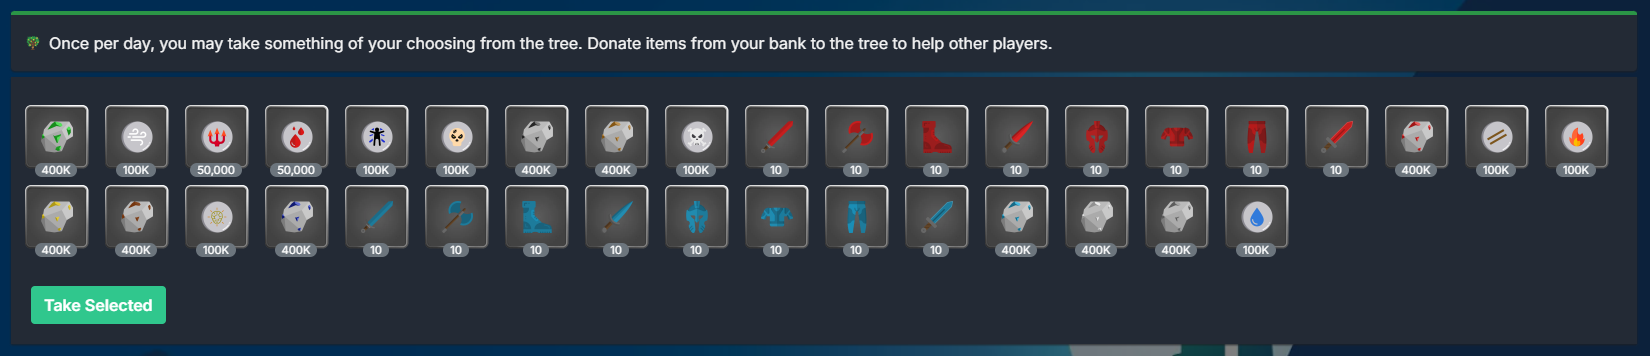 Once per day, you may take something of your choosing from the tree. Donate items from your bank to the tree to help other players.
400K 100K 50,000 50,000 100K 100K 400K 400K 100K 10 10 10 10 10 10 10 10 400K 100K 100K
400K 400K 100K 400K 10 10 10 10 10 10 10 10 400K 400K 400K 100K
Take Selected